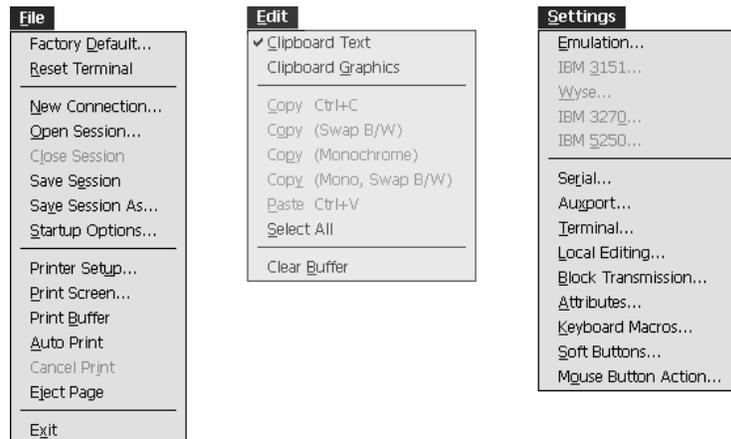 File
Factory Default...
Reset Terminal
New Connection...
Open Session...
Close Session
Save Session
Save Session As...
Startup Options...
Printer Setup...
Print Screen...
Print Buffer
Auto Print
Cancel Print
Eject Page
Exit
Edit
✓ Clipboard Text
Clipboard Graphics
Copy Ctrl+C
Copy (Swap B/W)
Copy (Monochrome)
Copy (Mono, Swap B/W)
Paste Ctrl+V
Select All
Clear Buffer
Settings
Emulation...
IBM 3151...
Wyse...
IBM 3270...
IBM 5250...
Serial...
Auxport...
Terminal...
Local Editing...
Block Transmission...
Attributes...
Keyboard Macros...
Soft Buttons...
Mouse Button Action...